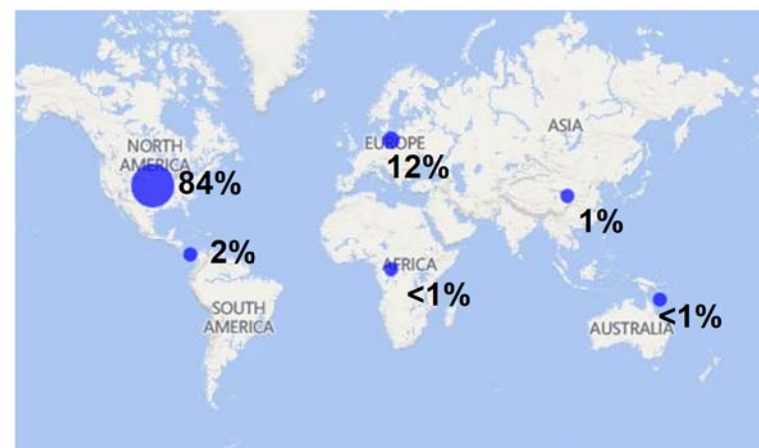 NORTH
AMERICA
84%
EUROPE
12%
ASIA
1%
2%
AFRICA
<1%
SOUTH
AMERICA
<1%
AUSTRALIA